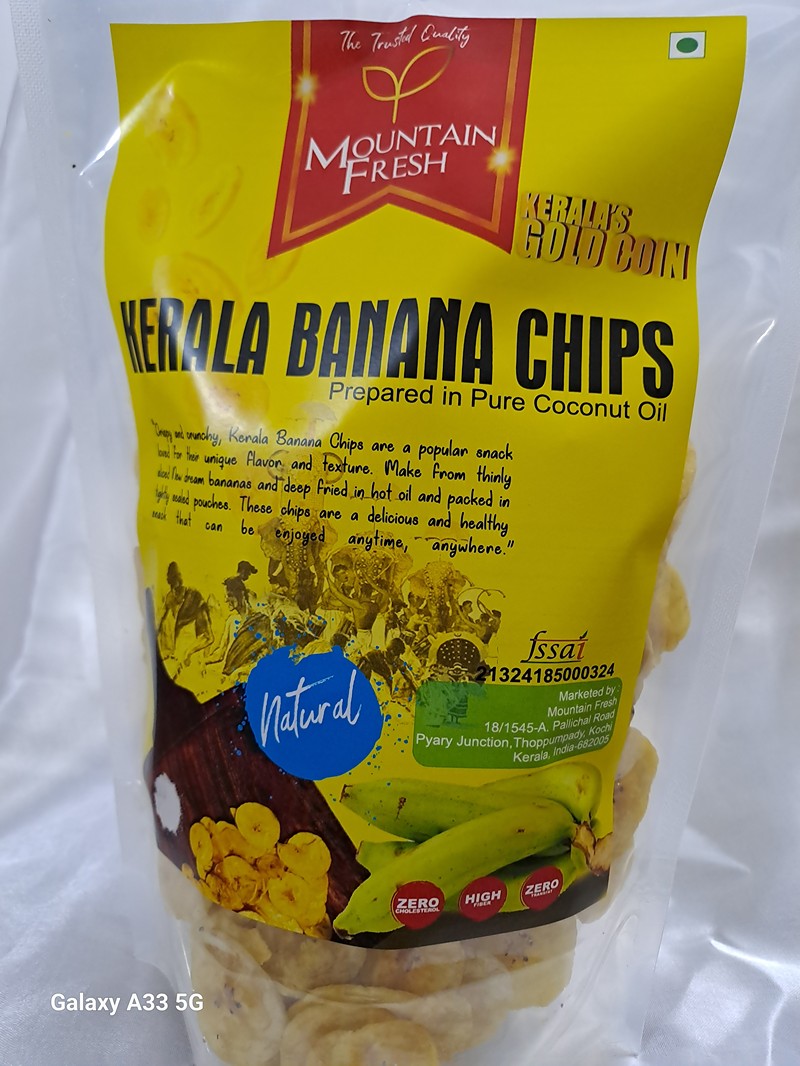 The Trusted Quality
MOUNTAIN
FRESH
KERALA'S
GOLD COIN
KERALA BANANA CHIPS
Prepared in Pure Coconut Oil
"Crispy and crunchy, Kerala Banana Chips are a popular snack
loved for their unique flavor and texture. Make from thinly
sliced New dream bananas and deep fried in hot oil and packed in
tightly sealed pouches. These chips are a delicious and healthy
snack that can be enjoyed anytime, anywhere."
fssai
21324185000324
Marketed by:
Mountain Fresh
18/1545-A. Pallichal Road
Pyary Junction,Thoppumpady, Kochi
Kerala, India-682005
Natural
ZERO
CHOLESTEROL
HIGH
FIBER
ZERO
Galaxy A33 5G